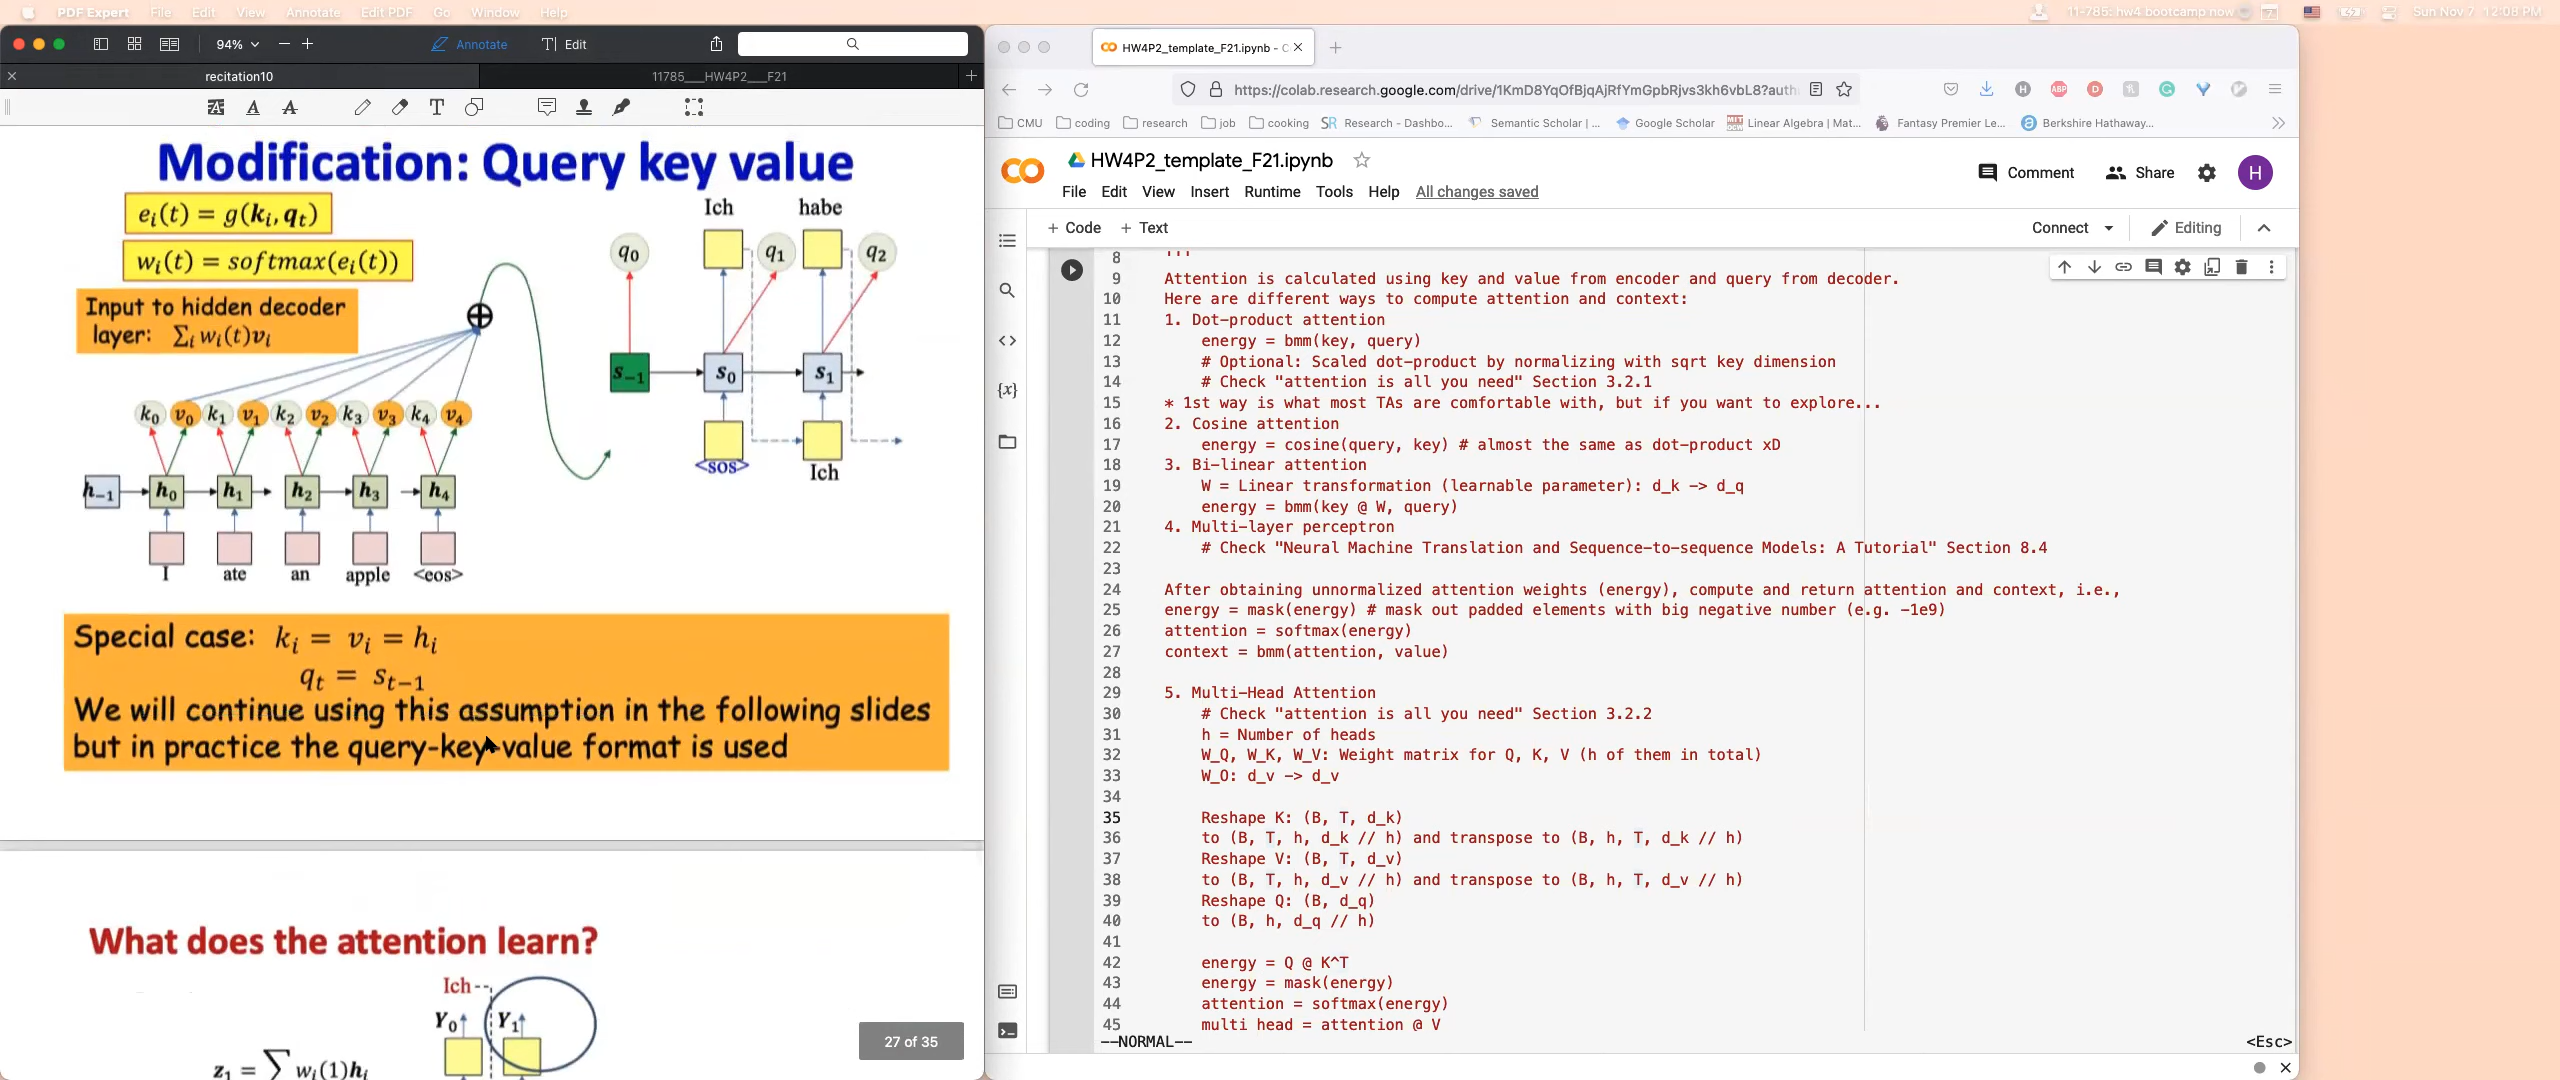 PDF Expert File Edit View Annotate Edit PDF Go Window Help
11-785: hw4 bootcamp now
Sun Nov 7 12:08 PM
94%
Annotate
Edit
recitation10
11785___HW4P2___F21
Modification: Query key value
eᵢ(t) = g(kᵢ, qₜ)
wᵢ(t) = softmax(eᵢ(t))
Input to hidden decoder
layer: Σᵢ wᵢ(t)vᵢ
Ich habe
q₀ q₁ q₂
s₋₁ s₀ s₁
k₀ v₀ k₁ v₁ k₂ v₂ k₃ v₃ k₄ v₄
<sos> Ich
h₋₁ h₀ h₁ h₂ h₃ h₄
I ate an apple <eos>
Special case: kᵢ = vᵢ = hᵢ
qₜ = sₜ₋₁
We will continue using this assumption in the following slides
but in practice the query-key-value format is used
What does the attention learn?
Ich
Y₀ Y₁
z₁ = Σ wᵢ(1)hᵢ
27 of 35
HW4P2_template_F21.ipynb - C
https://colab.research.google.com/drive/1KmD8YqOfBjqAjRfYmGpbRjvs3kh6vbL8?auth
CMU coding research job cooking Research - Dashbo... Semantic Scholar | ... Google Scholar Linear Algebra | Mat... Fantasy Premier Le... Berkshire Hathaway...
HW4P2_template_F21.ipynb
Comment Share H
File Edit View Insert Runtime Tools Help All changes saved
+ Code + Text
Connect
Editing
8 '''
9 Attention is calculated using key and value from encoder and query from decoder.
10 Here are different ways to compute attention and context:
11 1. Dot-product attention
12 energy = bmm(key, query)
13 # Optional: Scaled dot-product by normalizing with sqrt key dimension
14 # Check "attention is all you need" Section 3.2.1
15 * 1st way is what most TAs are comfortable with, but if you want to explore...
16 2. Cosine attention
17 energy = cosine(query, key) # almost the same as dot-product xD
18 3. Bi-linear attention
19 W = Linear transformation (learnable parameter): d_k -> d_q
20 energy = bmm(key @ W, query)
21 4. Multi-layer perceptron
22 # Check "Neural Machine Translation and Sequence-to-sequence Models: A Tutorial" Section 8.4
23
24 After obtaining unnormalized attention weights (energy), compute and return attention and context, i.e.,
25 energy = mask(energy) # mask out padded elements with big negative number (e.g. -1e9)
26 attention = softmax(energy)
27 context = bmm(attention, value)
28
29 5. Multi-Head Attention
30 # Check "attention is all you need" Section 3.2.2
31 h = Number of heads
32 W_Q, W_K, W_V: Weight matrix for Q, K, V (h of them in total)
33 W_O: d_v -> d_v
34
35 Reshape K: (B, T, d_k)
36 to (B, T, h, d_k // h) and transpose to (B, h, T, d_k // h)
37 Reshape V: (B, T, d_v)
38 to (B, T, h, d_v // h) and transpose to (B, h, T, d_v // h)
39 Reshape Q: (B, d_q)
40 to (B, h, d_q // h)
41
42 energy = Q @ K^T
43 energy = mask(energy)
44 attention = softmax(energy)
45 multi head = attention @ V
--NORMAL-- <Esc>